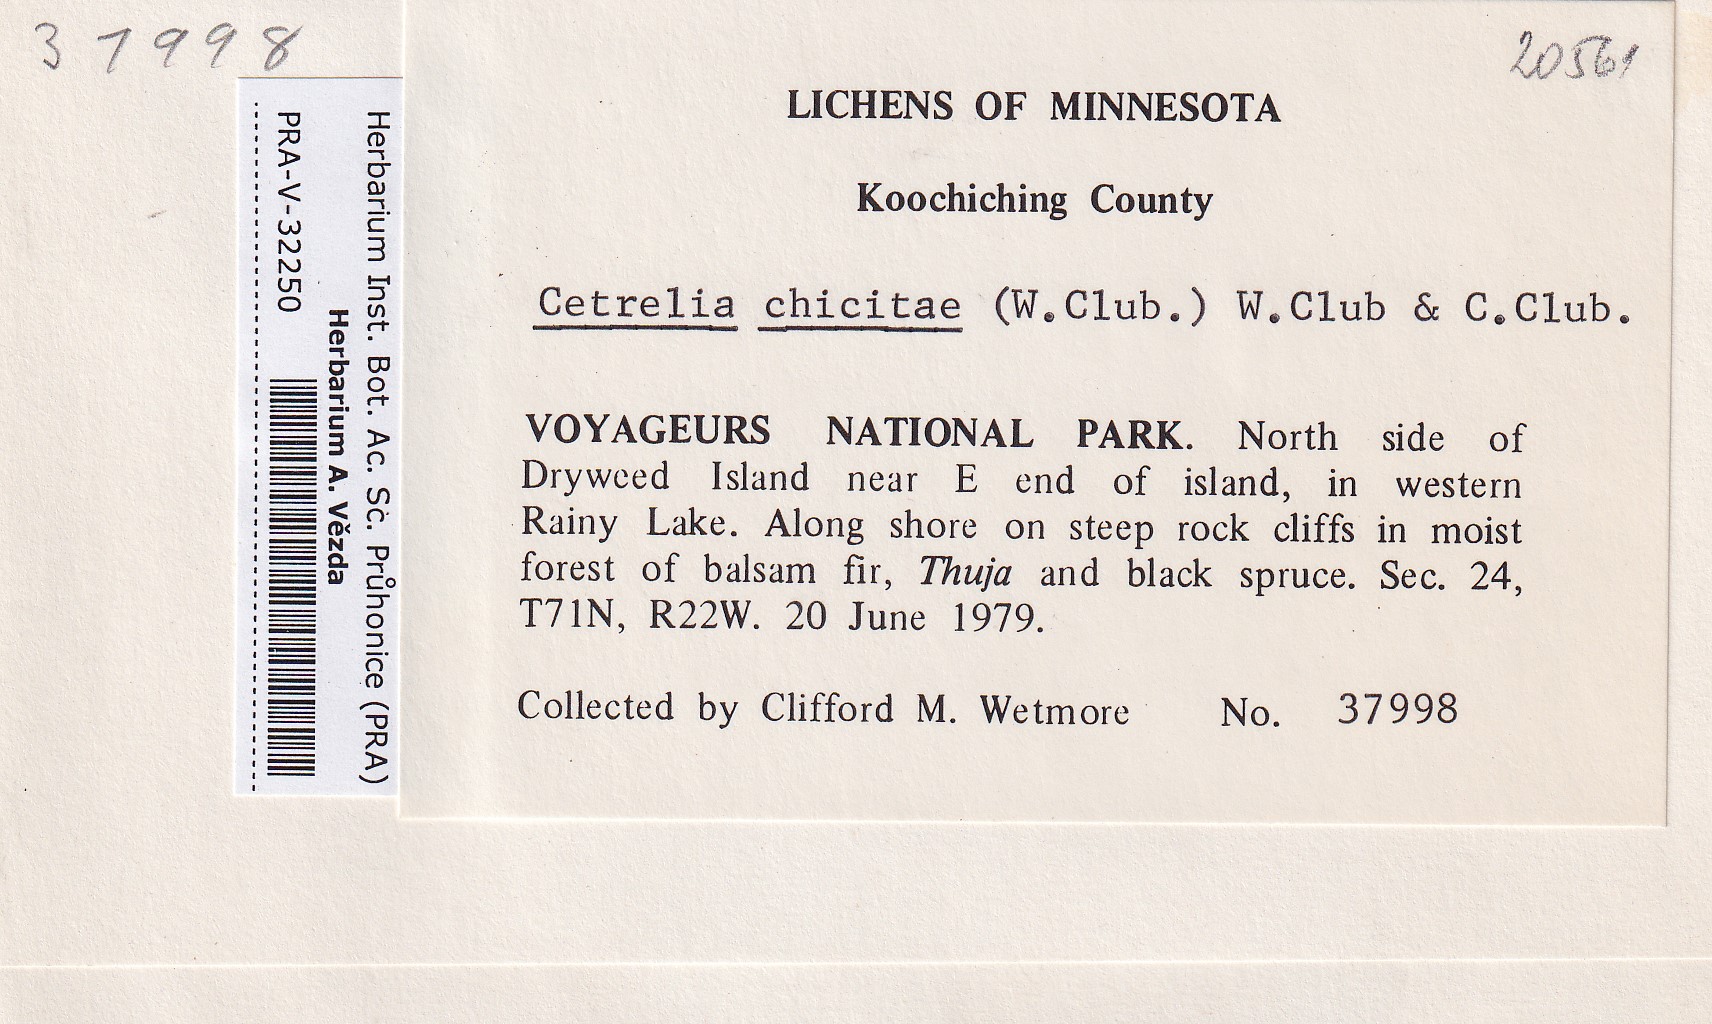 37998
20561
LICHENS OF MINNESOTA
Koochiching County
Cetrelia chicitae (W.Club.) W.Club & C.Club.
VOYAGEURS NATIONAL PARK. North side of
Dryweed Island near E end of island, in western
Rainy Lake. Along shore on steep rock cliffs in moist
forest of balsam fir, Thuja and black spruce. Sec. 24,
T71N, R22W. 20 June 1979.
Collected by Clifford M. Wetmore No. 37998
Herbarium Inst. Bot. Ac. Sc. Průhonice (PRA)
Herbarium A. Vězda
PRA-V-32250